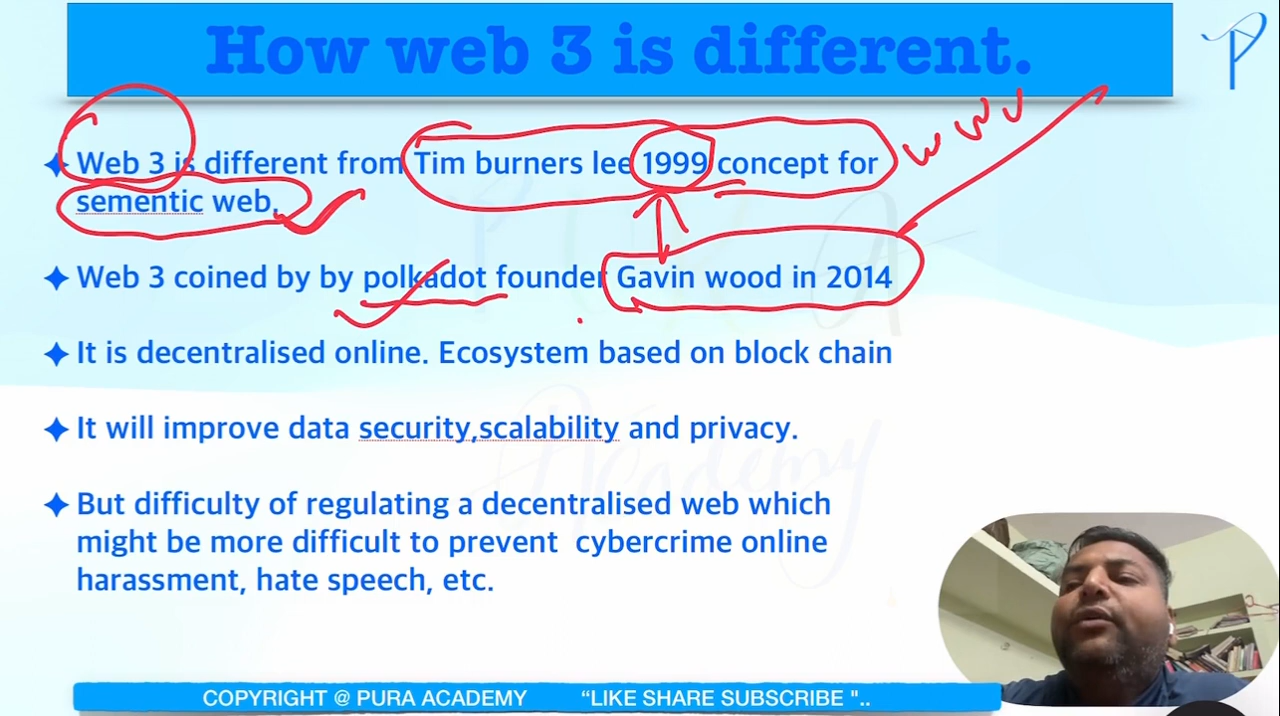 How web 3 is different.
Web 3 is different from Tim burners lee 1999 concept for
sementic web.
Web 3 coined by by polkadot founder Gavin wood in 2014
It is decentralised online. Ecosystem based on block chain
It will improve data security,scalability and privacy.
But difficulty of regulating a decentralised web which
might be more difficult to prevent cybercrime online
harassment, hate speech, etc.
COPYRIGHT @ PURA ACADEMY “LIKE SHARE SUBSCRIBE "..